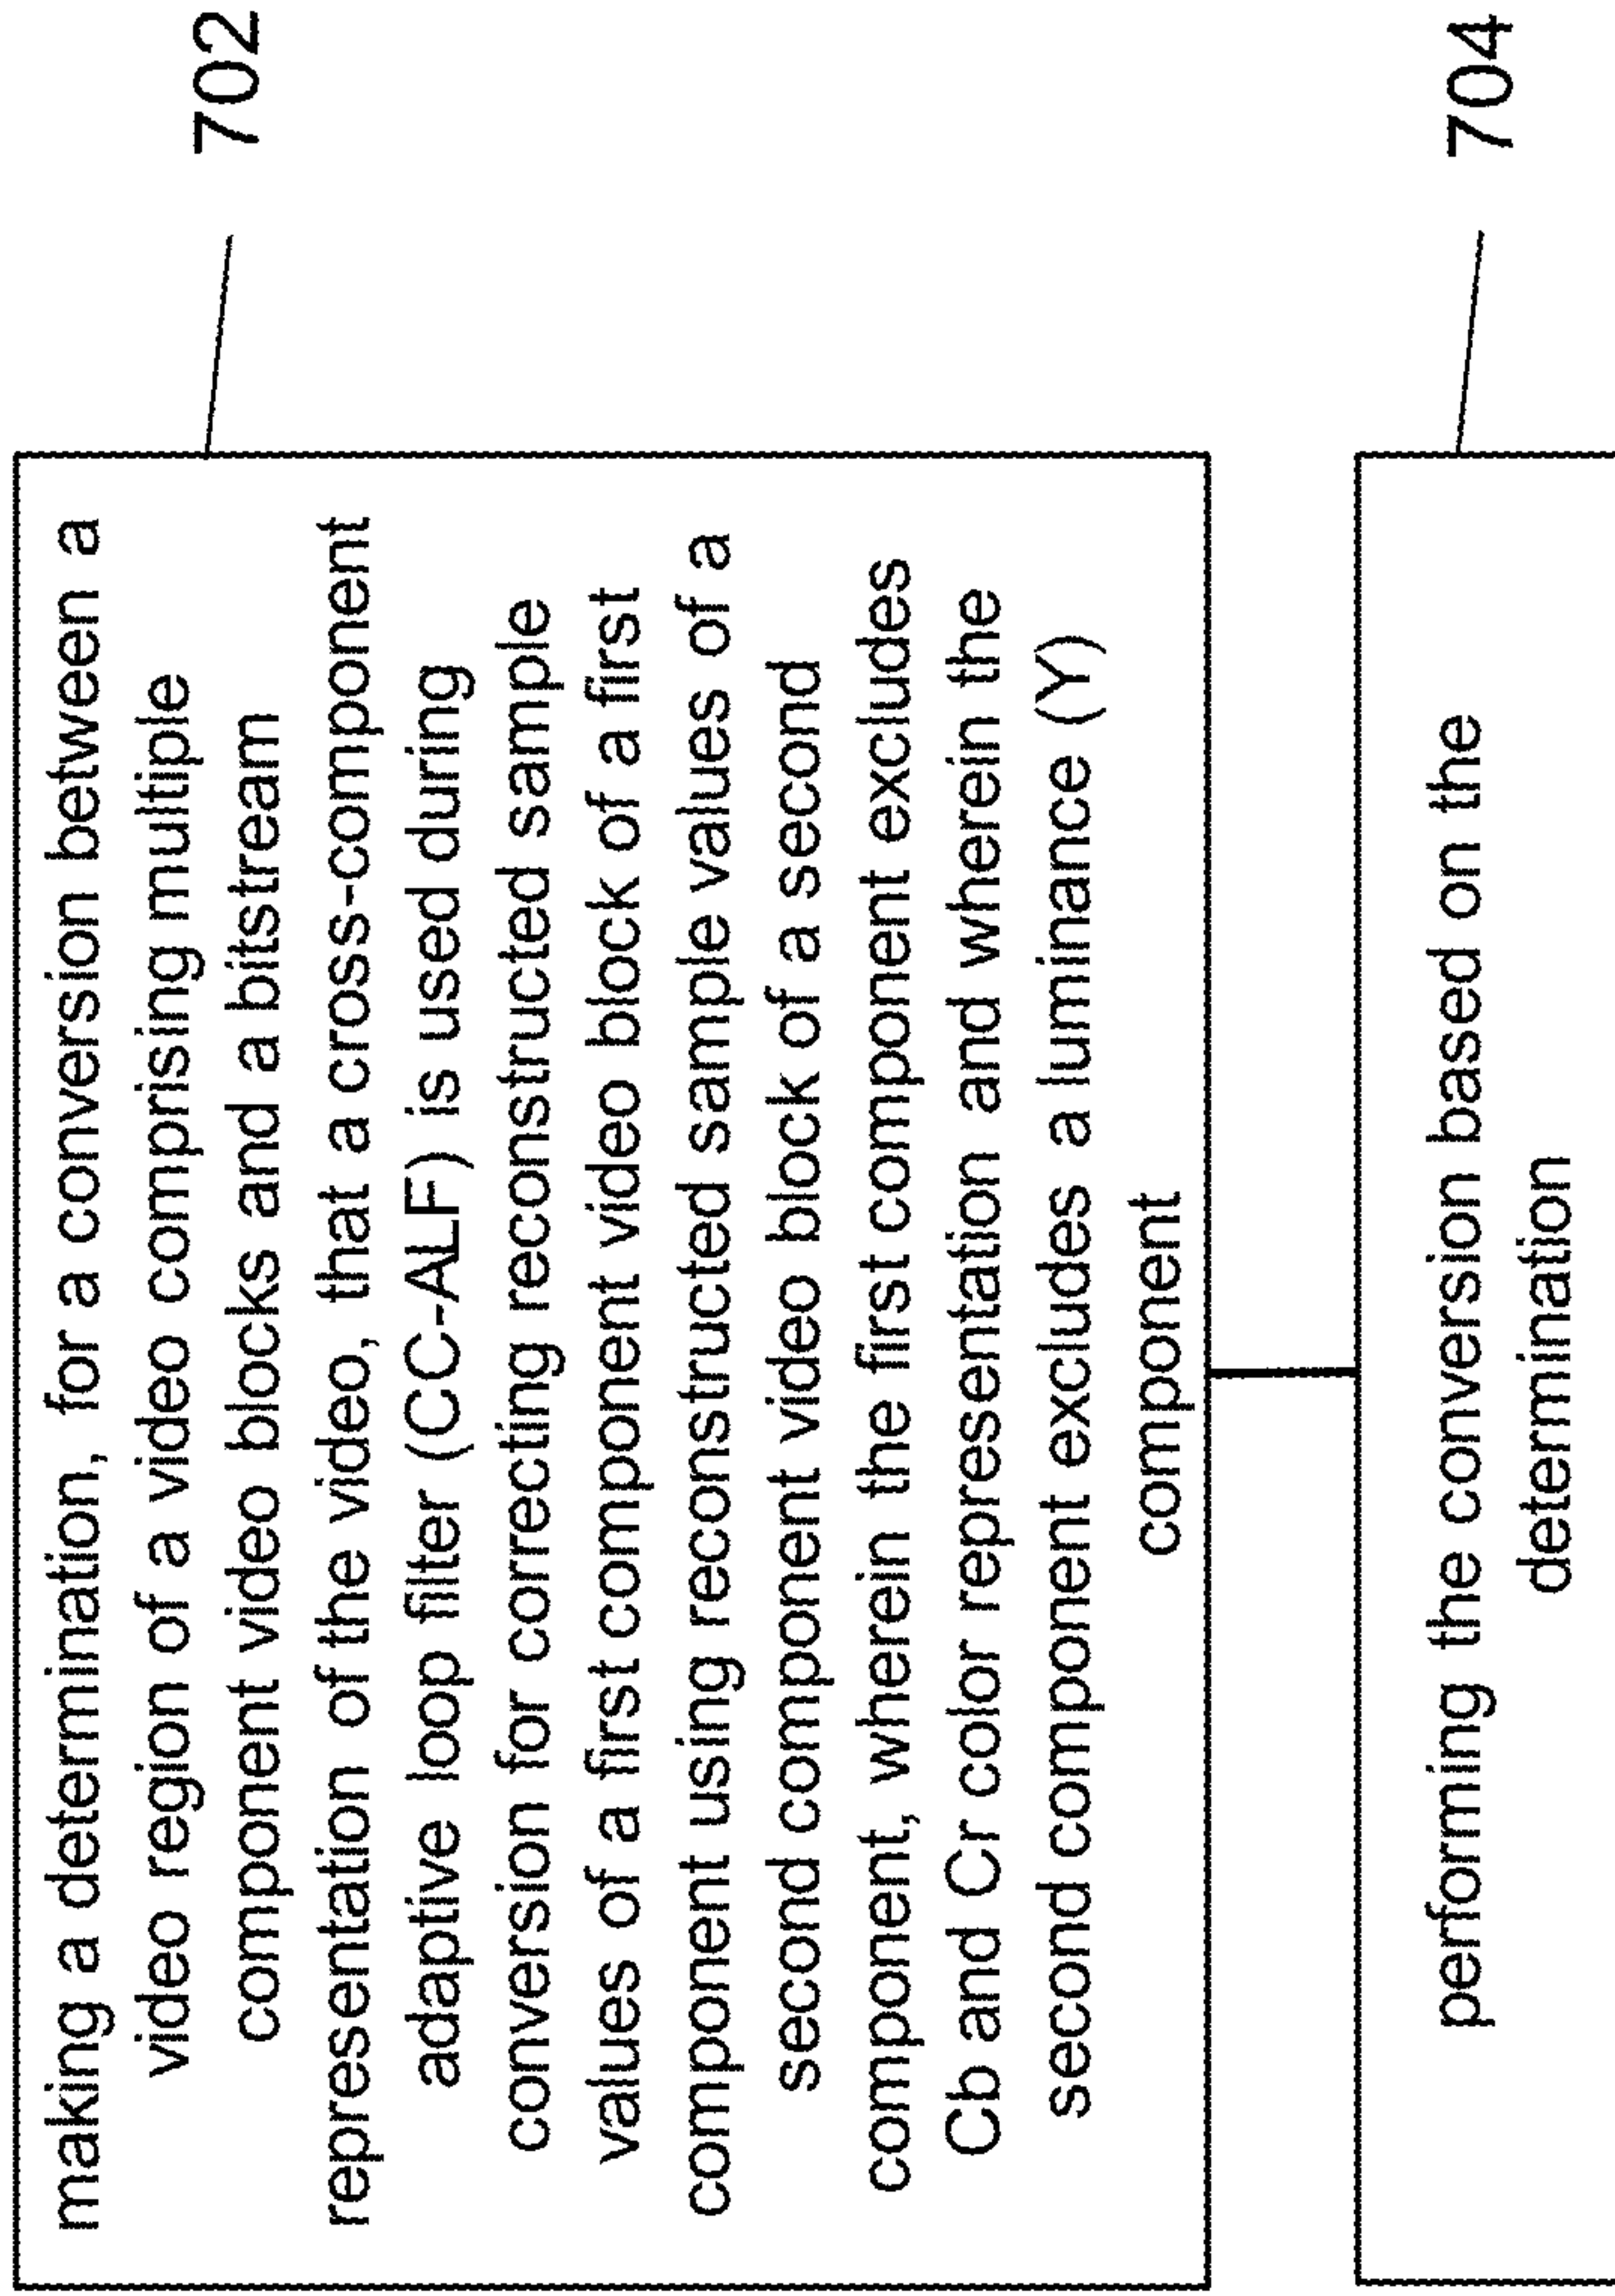 making a determination, for a conversion between a
video region of a video comprising multiple
component video blocks and a bitstream
representation of the video, that a cross-component
adaptive loop filter (CC-ALF) is used during
conversion for correcting reconstructed sample
values of a first component video block of a first
component using reconstructed sample values of a
second component video block of a second
component, wherein the first component excludes
Cb and Cr color representation and wherein the
second component excludes a luminance (Y)
component
702
performing the conversion based on the
determination
704